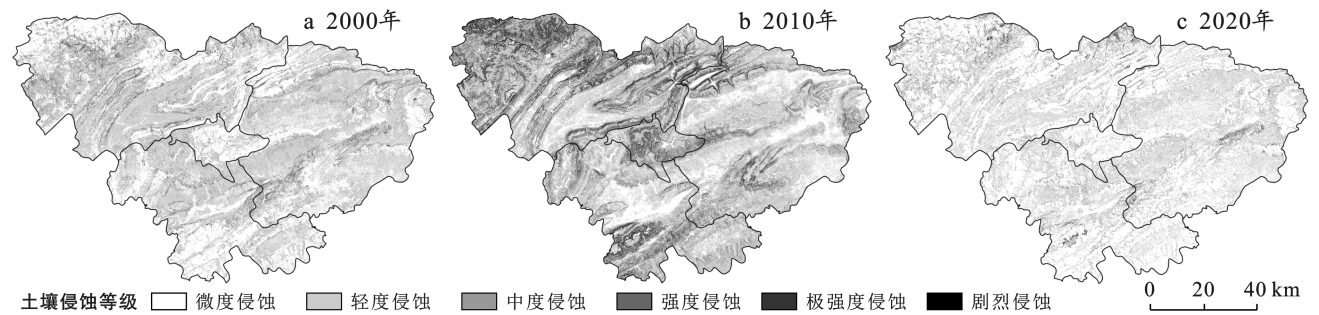 a 2000年
b 2010年
c 2020年
土壤侵蚀等级 微度侵蚀 轻度侵蚀 中度侵蚀 强度侵蚀 极强度侵蚀 剧烈侵蚀
0 20 40 km